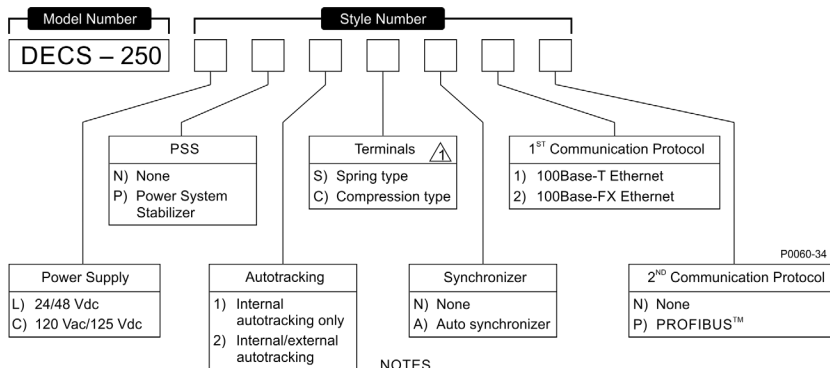 Model Number
Style Number
DECS – 250
PSS
N) None
P) Power System
Stabilizer
Terminals 1
S) Spring type
C) Compression type
1ST Communication Protocol
1) 100Base-T Ethernet
2) 100Base-FX Ethernet
P0060-34
Power Supply
L) 24/48 Vdc
C) 120 Vac/125 Vdc
Autotracking
1) Internal
autotracking only
2) Internal/external
autotracking
Synchronizer
N) None
A) Auto synchronizer
2ND Communication Protocol
N) None
P) PROFIBUS™
NOTES